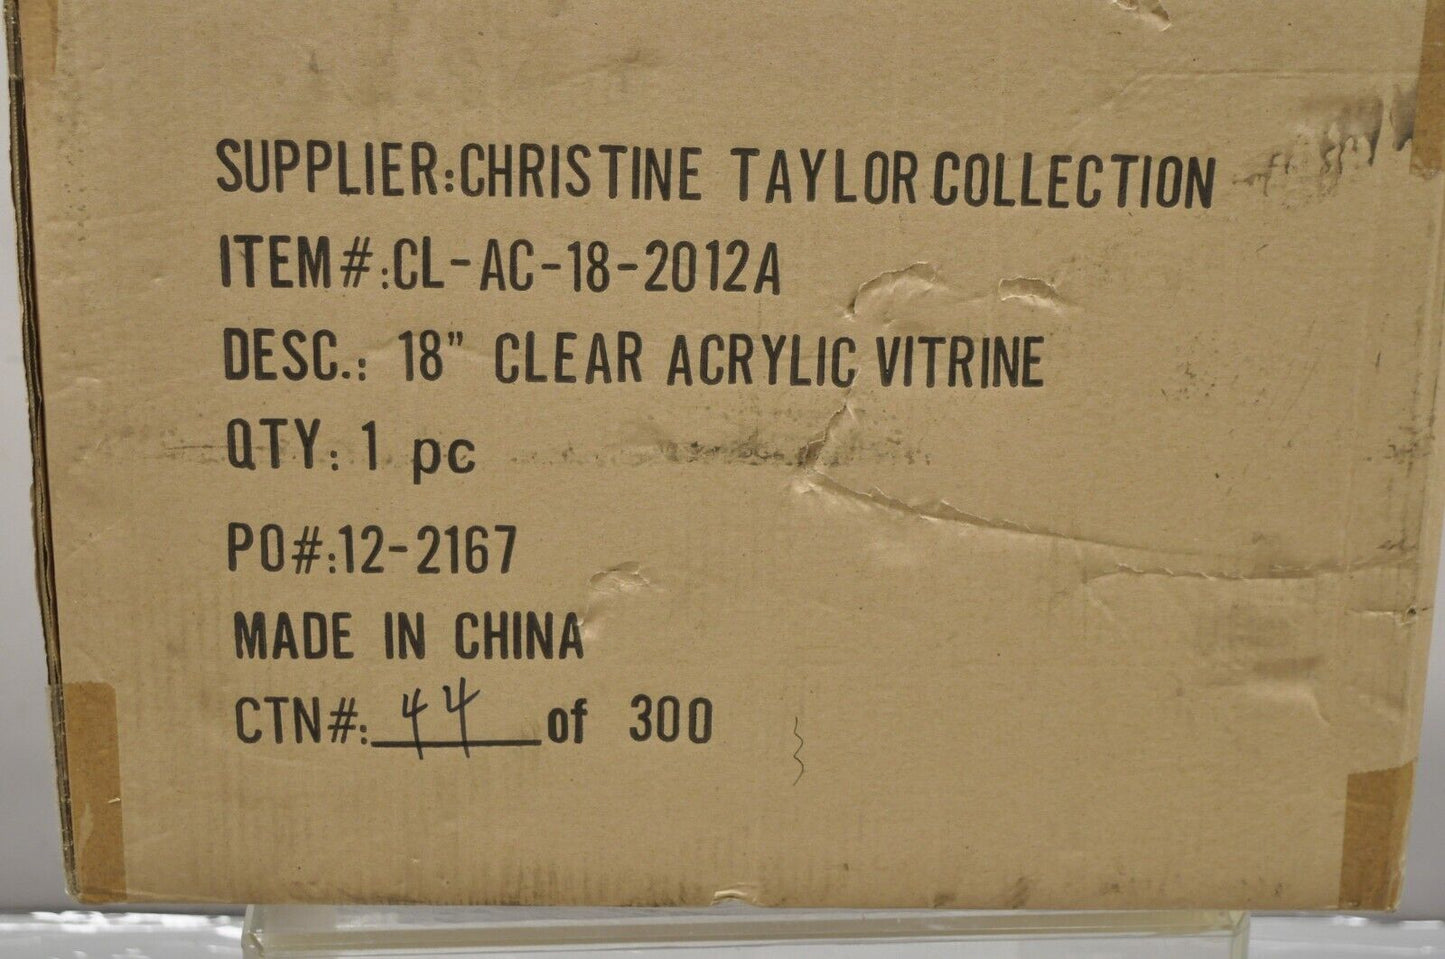 SUPPLIER:CHRISTINE TAYLOR COLLECTION
ITEM#:CL-AC-18-2012A
DESC.: 18" CLEAR ACRYLIC VITRINE
QTY: 1 pc
PO#:12-2167
MADE IN CHINA
CTN#: 44 of 300